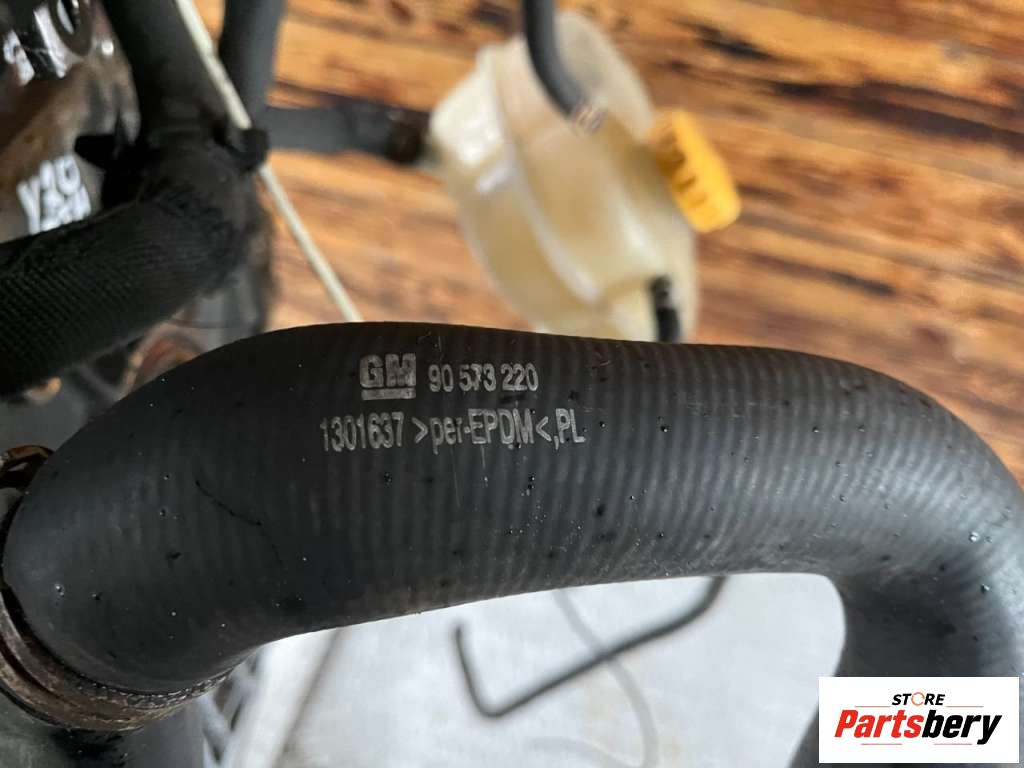 GM 90 573 220
1301637 >per-EPDM<,PL
STORE
Partsbery